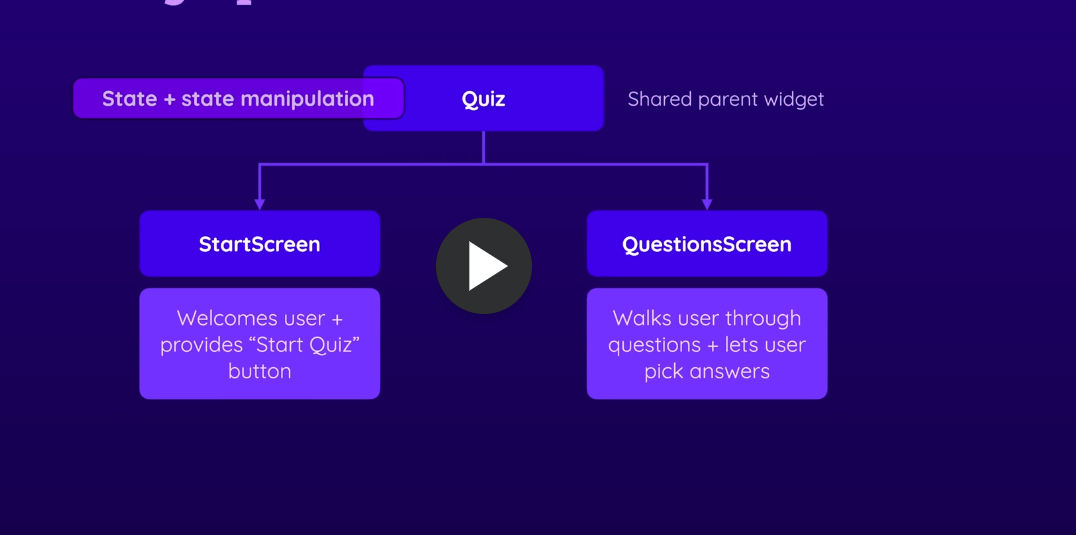 State + state manipulation
Quiz
Shared parent widget
StartScreen
QuestionsScreen
Welcomes user +
provides “Start Quiz”
button
Walks user through
questions + lets user
pick answers